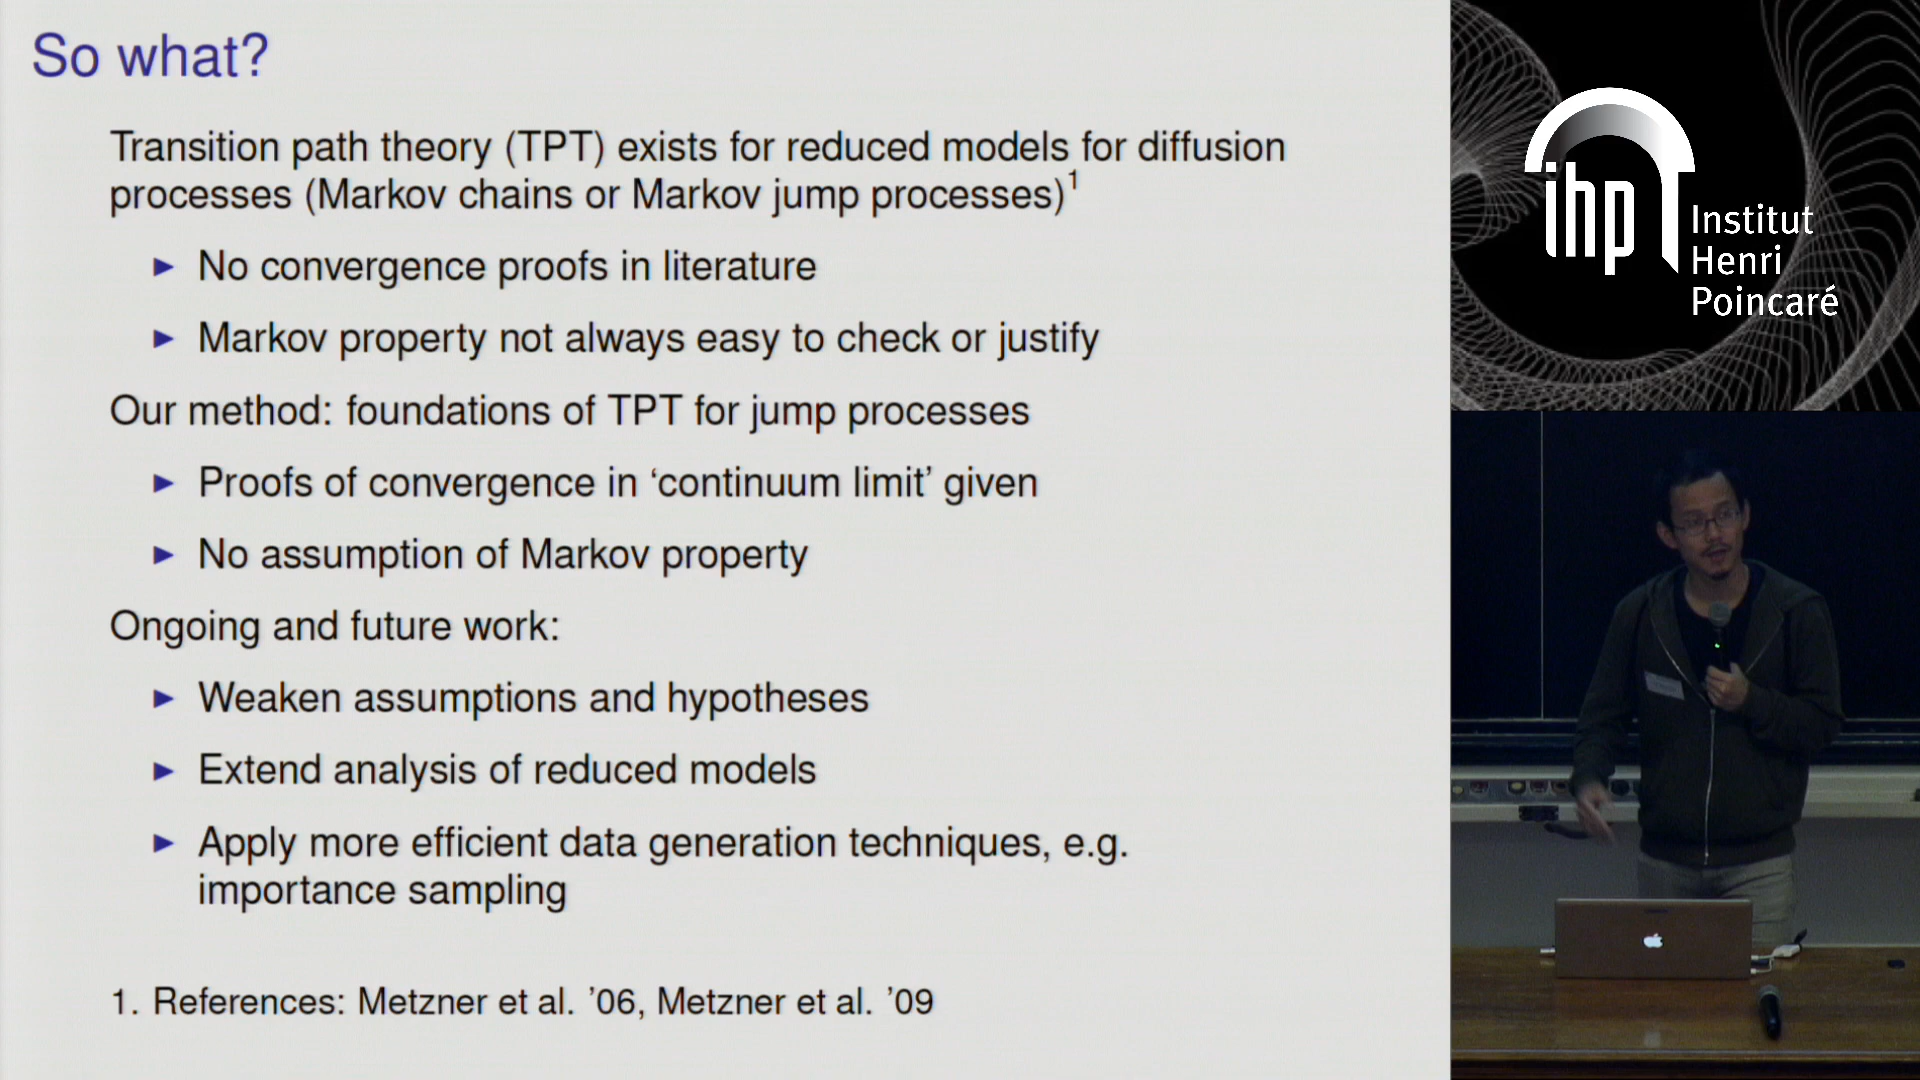 So what?
Transition path theory (TPT) exists for reduced models for diffusion
processes (Markov chains or Markov jump processes)¹
▶ No convergence proofs in literature
▶ Markov property not always easy to check or justify
Our method: foundations of TPT for jump processes
▶ Proofs of convergence in ‘continuum limit’ given
▶ No assumption of Markov property
Ongoing and future work:
▶ Weaken assumptions and hypotheses
▶ Extend analysis of reduced models
▶ Apply more efficient data generation techniques, e.g.
importance sampling
1. References: Metzner et al. ’06, Metzner et al. ’09
ihp
Institut
Henri
Poincaré